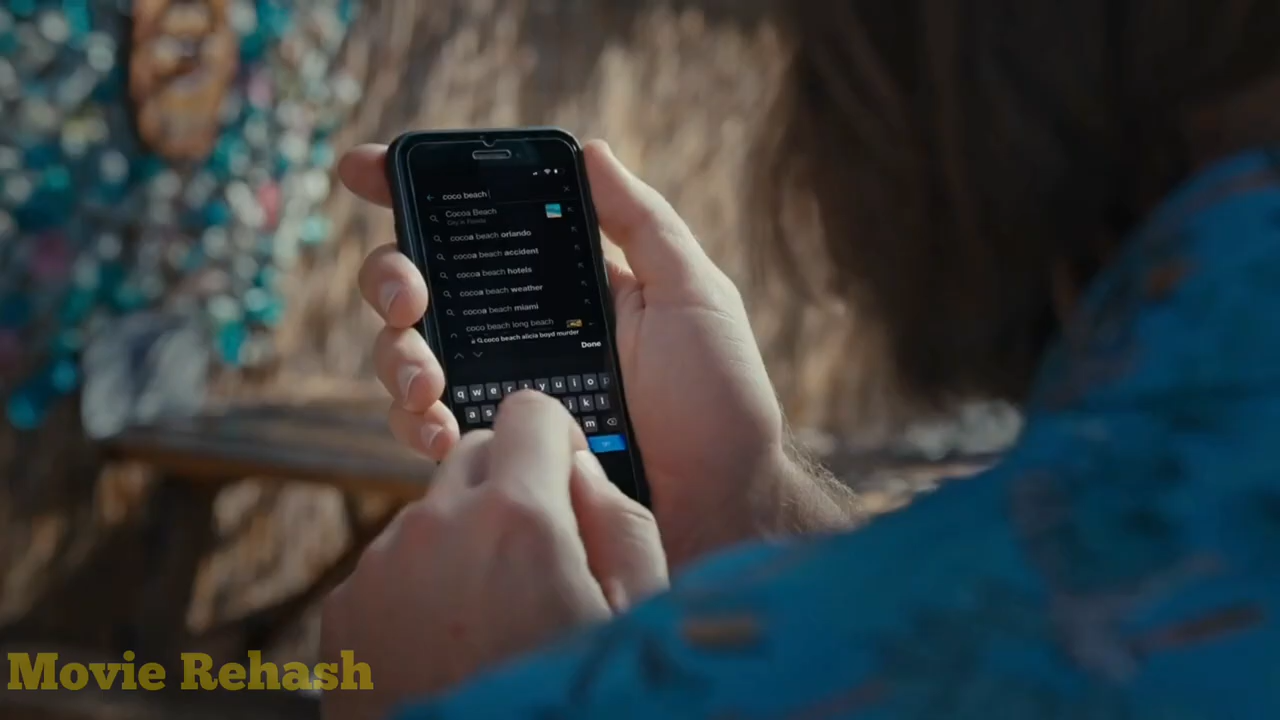 coco beach
Cocoa Beach
City in Florida
cocoa beach orlando
cocoa beach accident
cocoa beach hotels
cocoa beach weather
cocoa beach miami
coco beach long beach
coco beach alicia boyd murder
Done
q w e r t y u i o p
a s k l
m
Movie Rehash